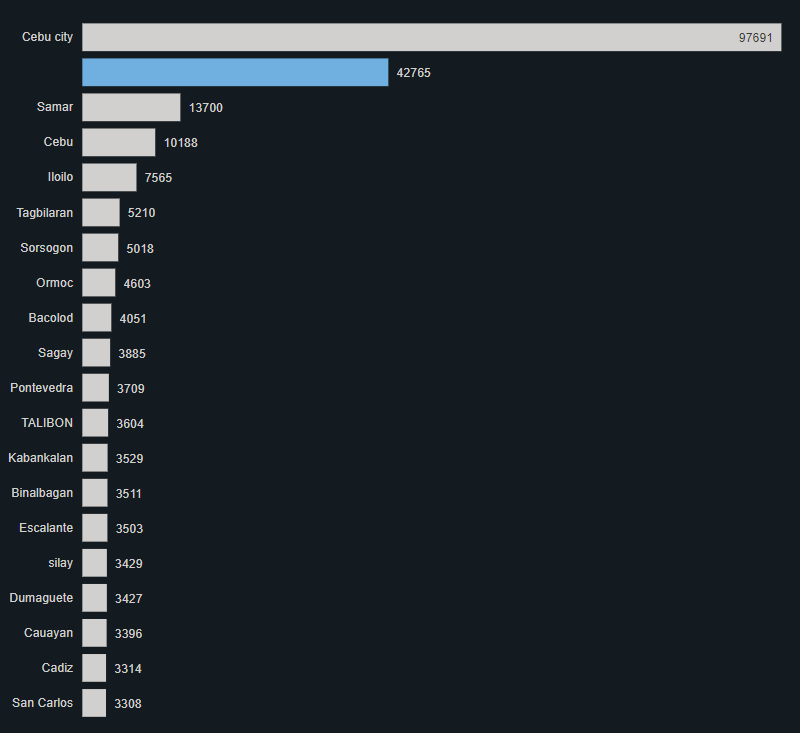 Cebu city 97691
42765
Samar 13700
Cebu 10188
Iloilo 7565
Tagbilaran 5210
Sorsogon 5018
Ormoc 4603
Bacolod 4051
Sagay 3885
Pontevedra 3709
TALIBON 3604
Kabankalan 3529
Binalbagan 3511
Escalante 3503
silay 3429
Dumaguete 3427
Cauayan 3396
Cadiz 3314
San Carlos 3308